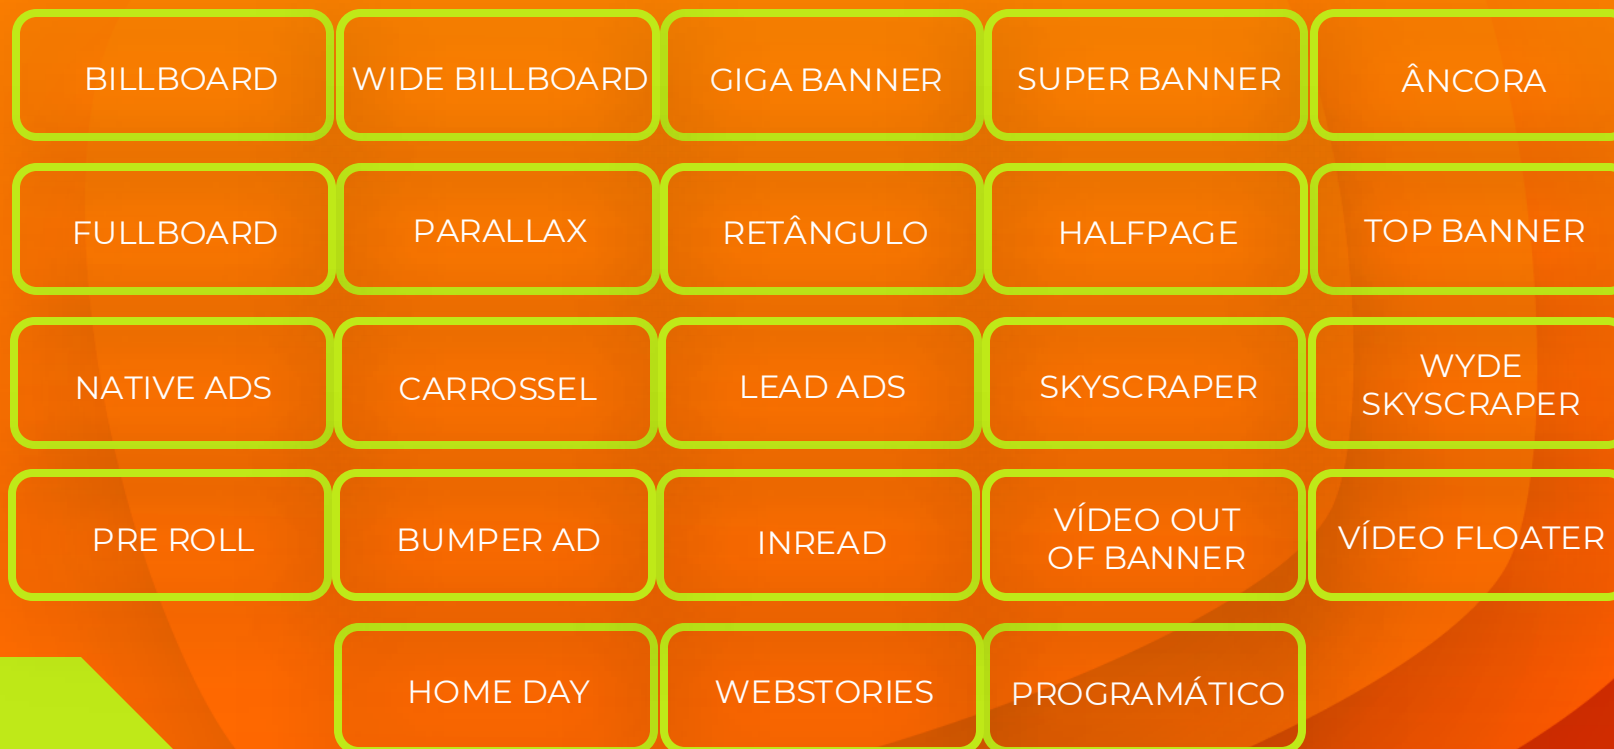 BILLBOARD
WIDE BILLBOARD
GIGA BANNER
SUPER BANNER
ÂNCORA
FULLBOARD
PARALLAX
RETÂNGULO
HALFPAGE
TOP BANNER
NATIVE ADS
CARROSSEL
LEAD ADS
SKYSCRAPER
WYDE
SKYSCRAPER
PRE ROLL
BUMPER AD
INREAD
VÍDEO OUT
OF BANNER
VÍDEO FLOATER
HOME DAY
WEBSTORIES
PROGRAMÁTICO